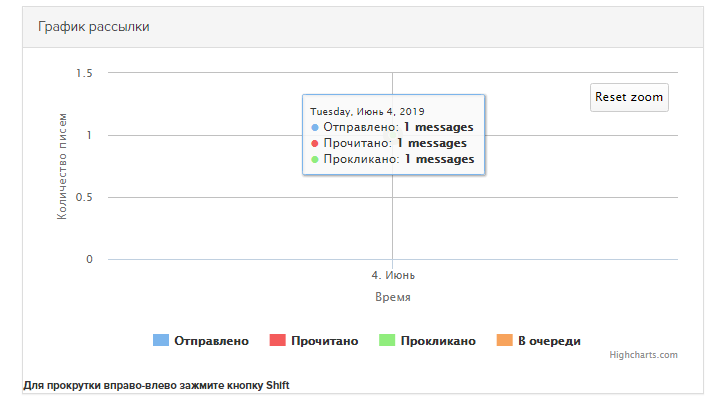 График рассылки
1.5
1
0.5
0
Количество писем
Reset zoom
Tuesday, Июнь 4, 2019
Отправлено: 1 messages
Прочитано: 1 messages
Прокликано: 1 messages
4. Июнь
Время
Отправлено Прочитано Прокликано В очереди
Highcharts.com
Для прокрутки вправо-влево зажмите кнопку Shift